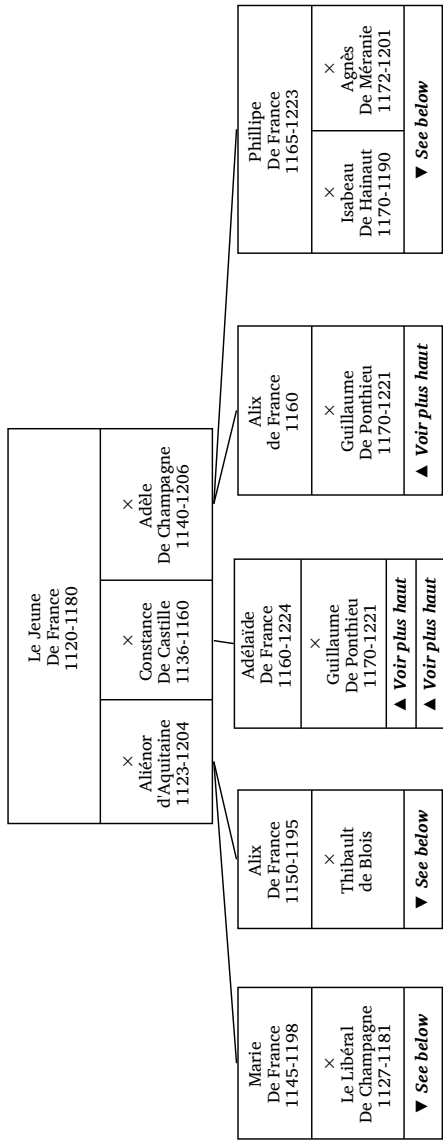 Le Jeune
De France
1120-1180
×
Aliénor
d'Aquitaine
1123-1204
×
Constance
De Castille
1136-1160
×
Adèle
De Champagne
1140-1206
Marie
De France
1145-1198
×
Le Libéral
De Champagne
1127-1181
▼ See below
Alix
De France
1150-1195
×
Thibault
de Blois
▼ See below
Adélaïde
De France
1160-1224
×
Guillaume
De Ponthieu
1170-1221
▲ Voir plus haut
▲ Voir plus haut
Alix
de France
1160
×
Guillaume
De Ponthieu
1170-1221
▲ Voir plus haut
Phillipe
De France
1165-1223
×
Isabeau
De Hainaut
1170-1190
×
Agnès
De Méranie
1172-1201
▼ See below